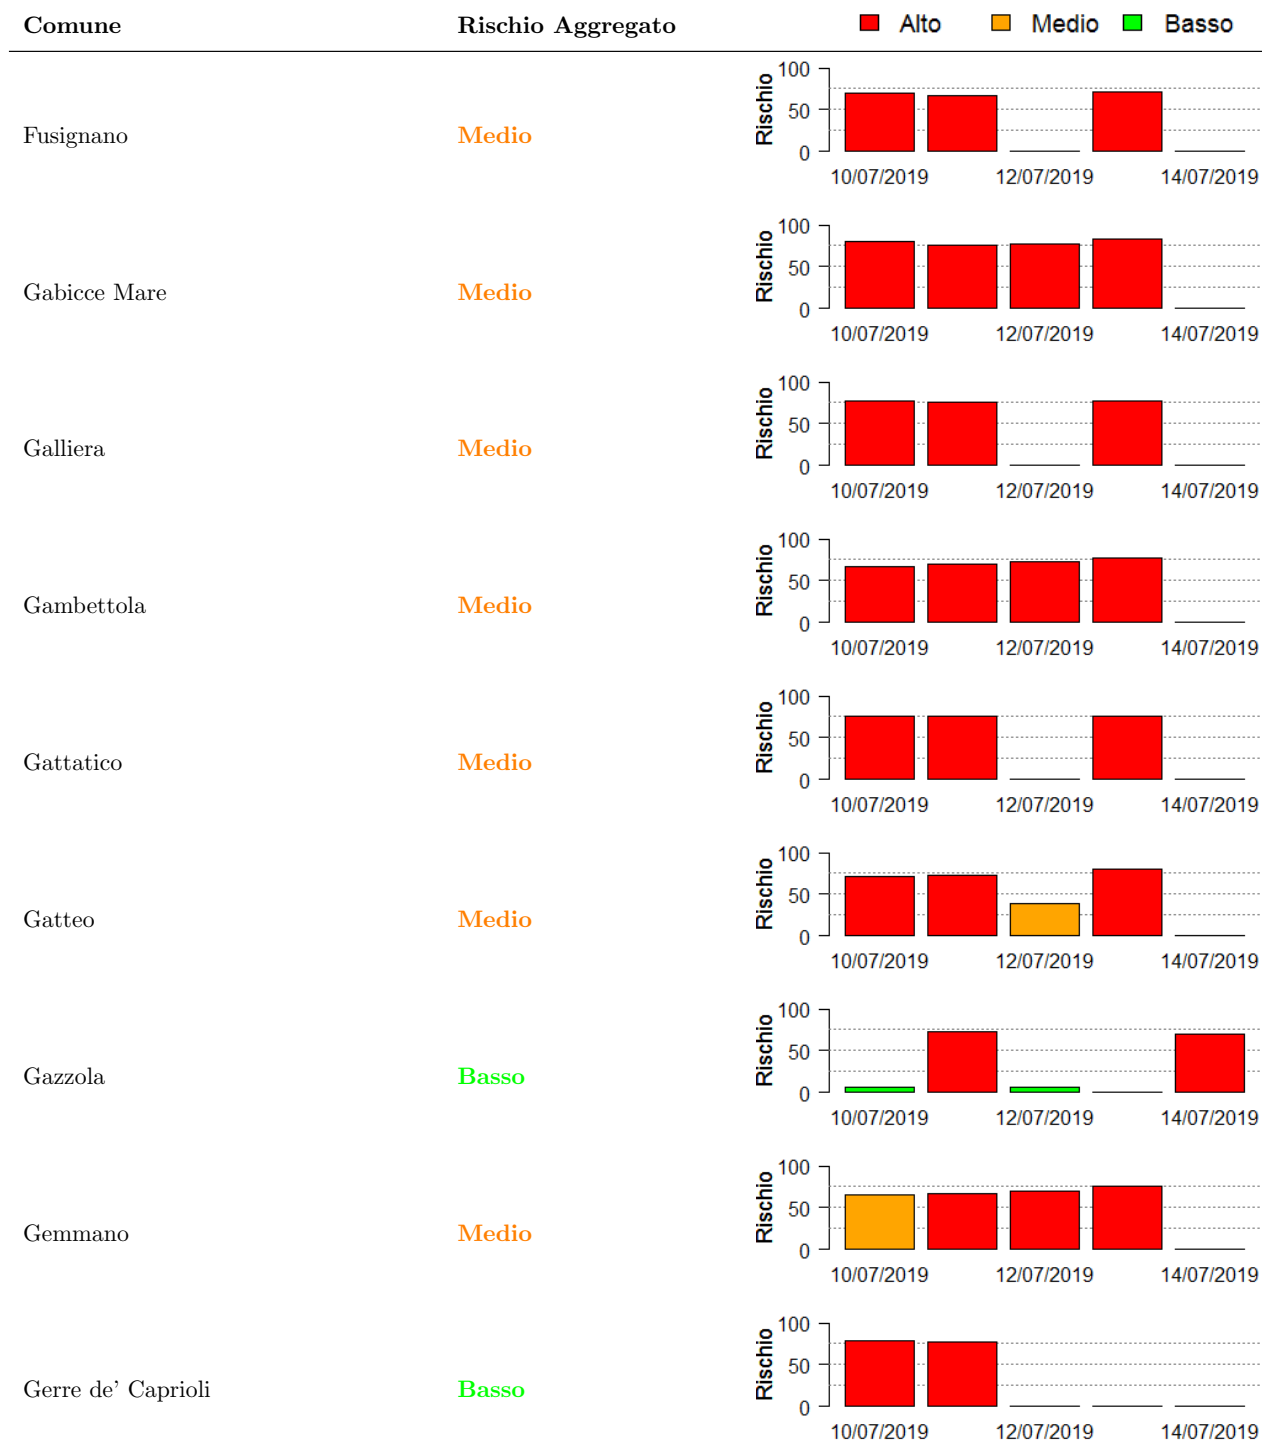 Comune Rischio Aggregato Alto Medio Basso
Fusignano Medio Rischio 100 50 0
10/07/2019 12/07/2019 14/07/2019
Gabicce Mare Medio Rischio 100 50 0
10/07/2019 12/07/2019 14/07/2019
Galliera Medio Rischio 100 50 0
10/07/2019 12/07/2019 14/07/2019
Gambettola Medio Rischio 100 50 0
10/07/2019 12/07/2019 14/07/2019
Gattatico Medio Rischio 100 50 0
10/07/2019 12/07/2019 14/07/2019
Gatteo Medio Rischio 100 50 0
10/07/2019 12/07/2019 14/07/2019
Gazzola Basso Rischio 100 50 0
10/07/2019 12/07/2019 14/07/2019
Gemmano Medio Rischio 100 50 0
10/07/2019 12/07/2019 14/07/2019
Gerre de' Caprioli Basso Rischio 100 50 0
10/07/2019 12/07/2019 14/07/2019